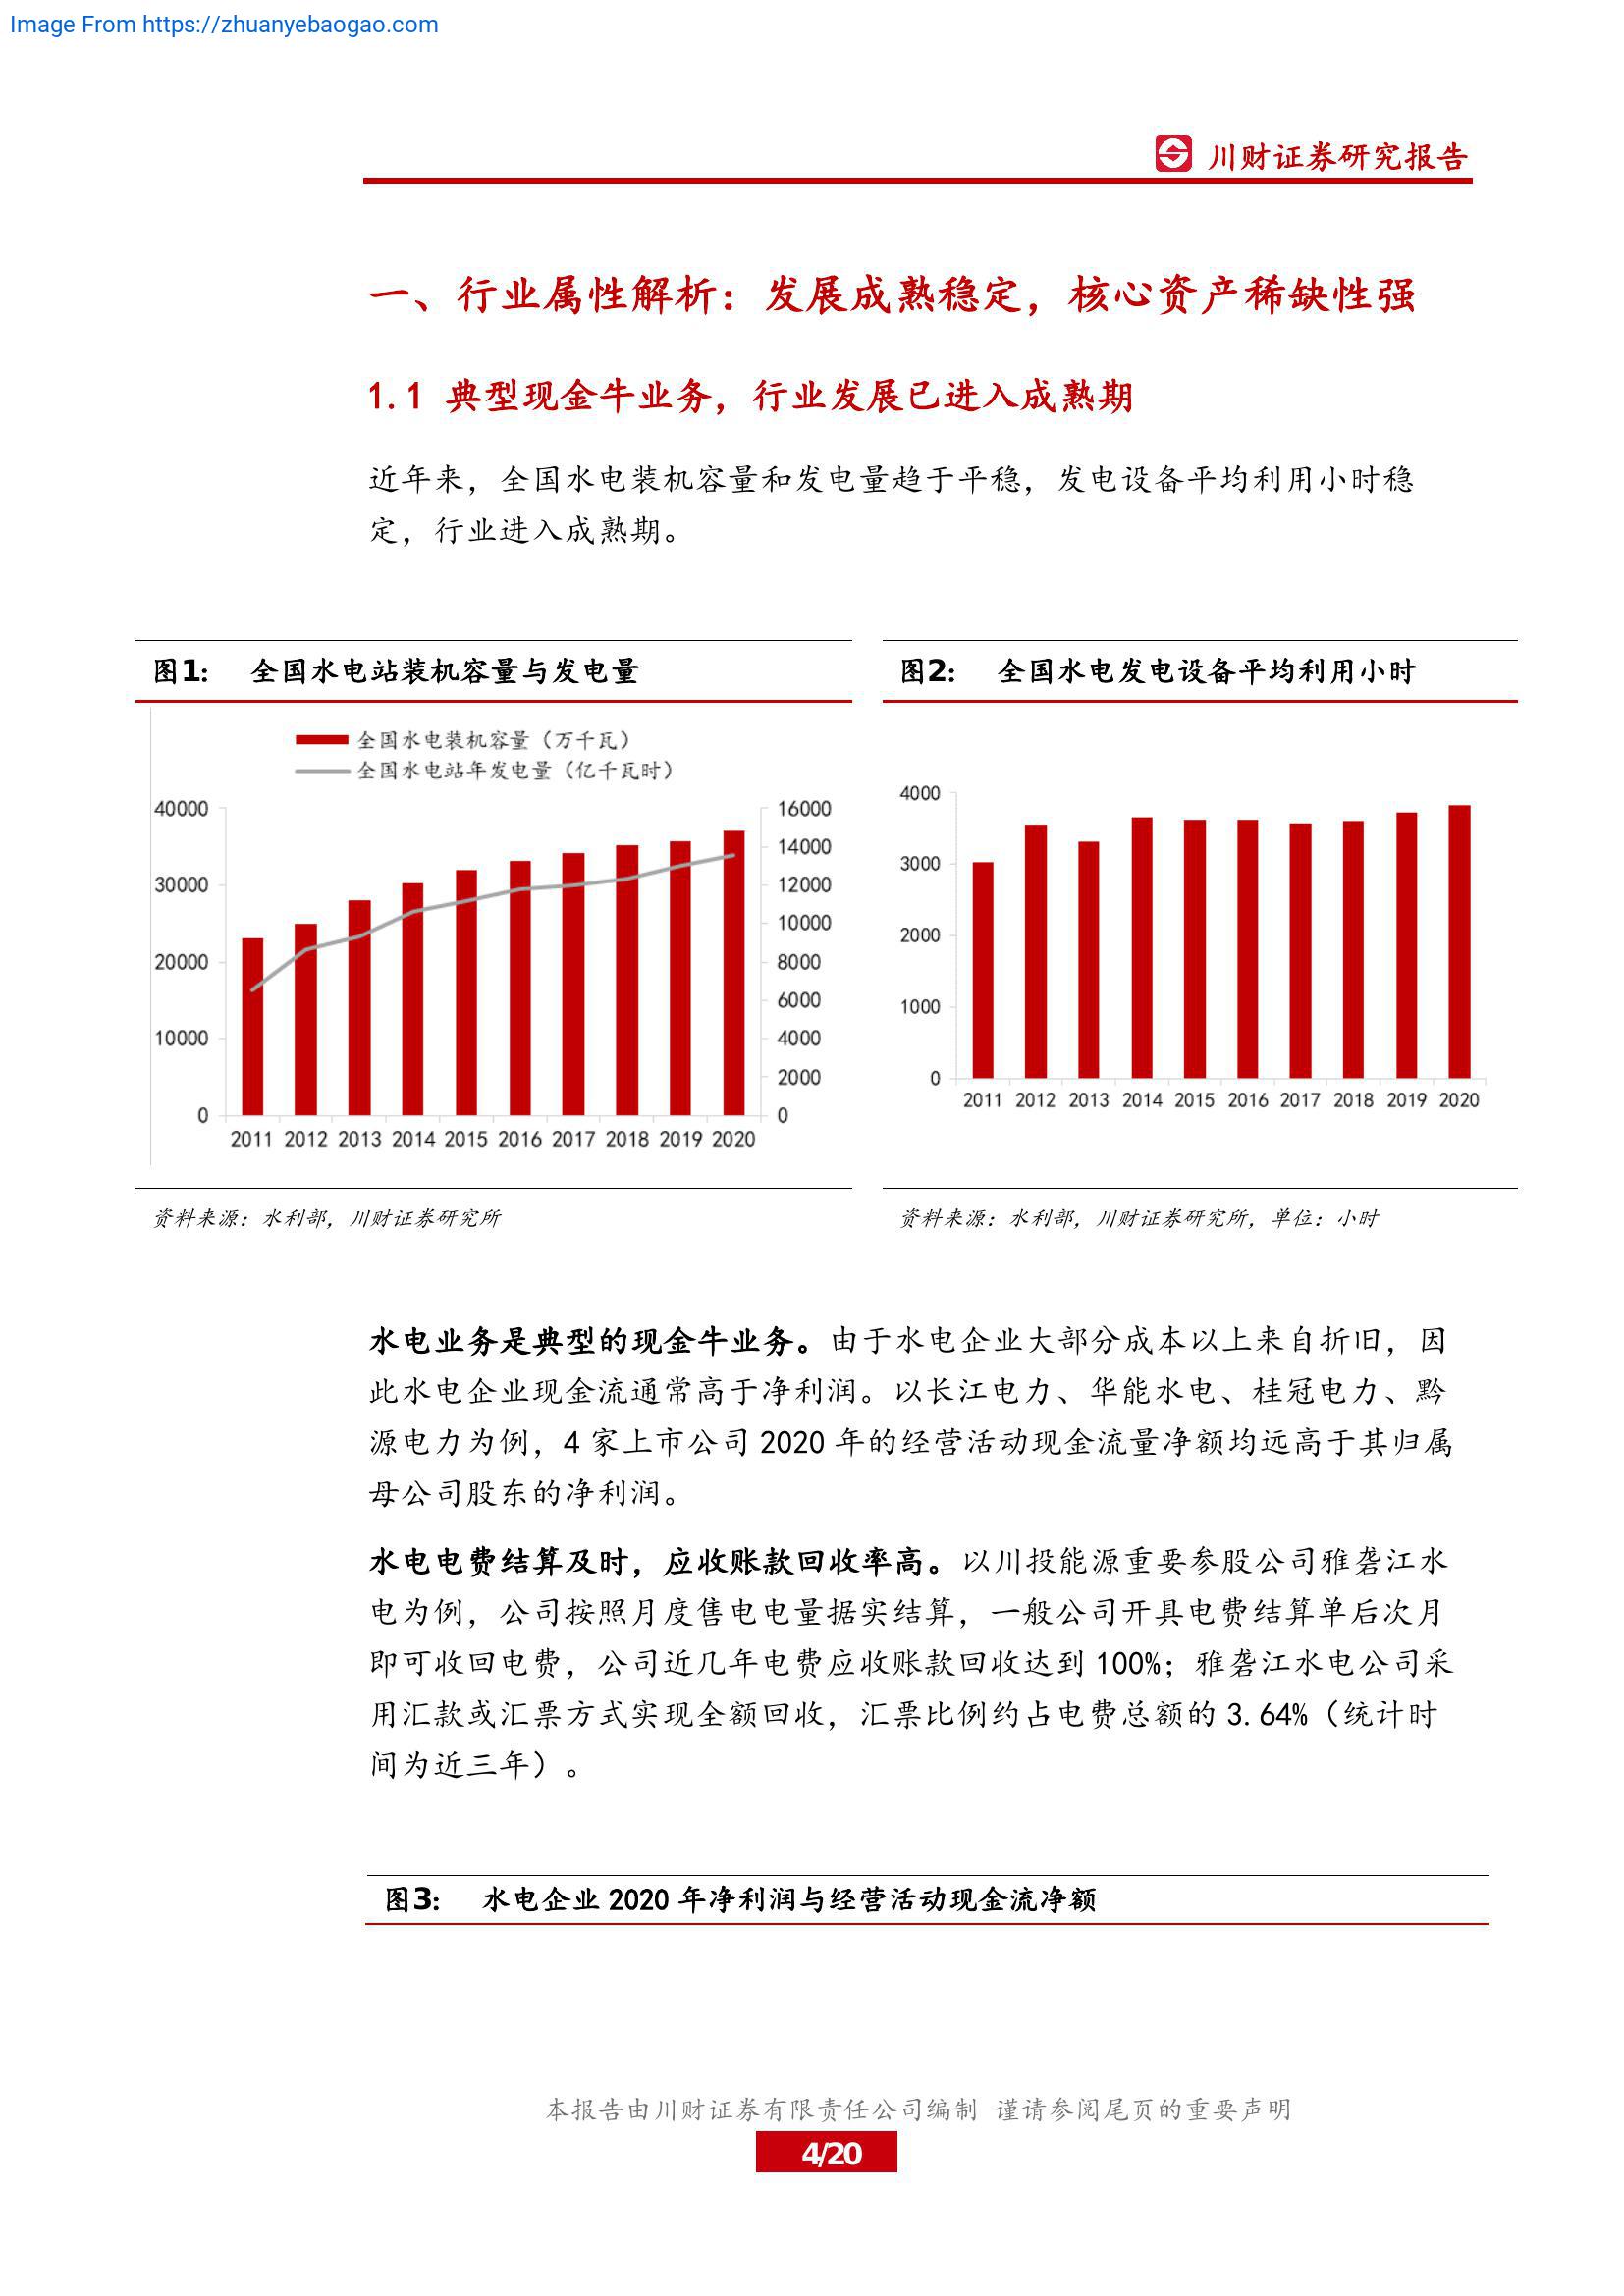 Image From https://zhuanyebaogao.com
川财证券研究报告
一、行业属性解析：发展成熟稳定，核心资产稀缺性强
1.1 典型现金牛业务，行业发展已进入成熟期
近年来，全国水电装机容量和发电量趋于平稳，发电设备平均利用小时稳
定，行业进入成熟期。
图1： 全国水电站装机容量与发电量
全国水电装机容量（万千瓦）
全国水电站年发电量（亿千瓦时）
40000
30000
20000
10000
0
16000
14000
12000
10000
8000
6000
4000
2000
0
2011 2012 2013 2014 2015 2016 2017 2018 2019 2020
资料来源：水利部，川财证券研究所
图2： 全国水电发电设备平均利用小时
4000
3000
2000
1000
0
2011 2012 2013 2014 2015 2016 2017 2018 2019 2020
资料来源：水利部，川财证券研究所，单位：小时
水电业务是典型的现金牛业务。由于水电企业大部分成本以上来自折旧，因
此水电企业现金流通常高于净利润。以长江电力、华能水电、桂冠电力、黔
源电力为例，4 家上市公司 2020 年的经营活动现金流量净额均远高于其归属
母公司股东的净利润。
水电电费结算及时，应收账款回收率高。以川投能源重要参股公司雅砻江水
电为例，公司按照月度售电电量据实结算，一般公司开具电费结算单后次月
即可收回电费，公司近几年电费应收账款回收达到 100%；雅砻江水电公司采
用汇款或汇票方式实现全额回收，汇票比例约占电费总额的 3.64%（统计时
间为近三年）。
图3： 水电企业 2020 年净利润与经营活动现金流净额
本报告由川财证券有限责任公司编制 谨请参阅尾页的重要声明
4/20